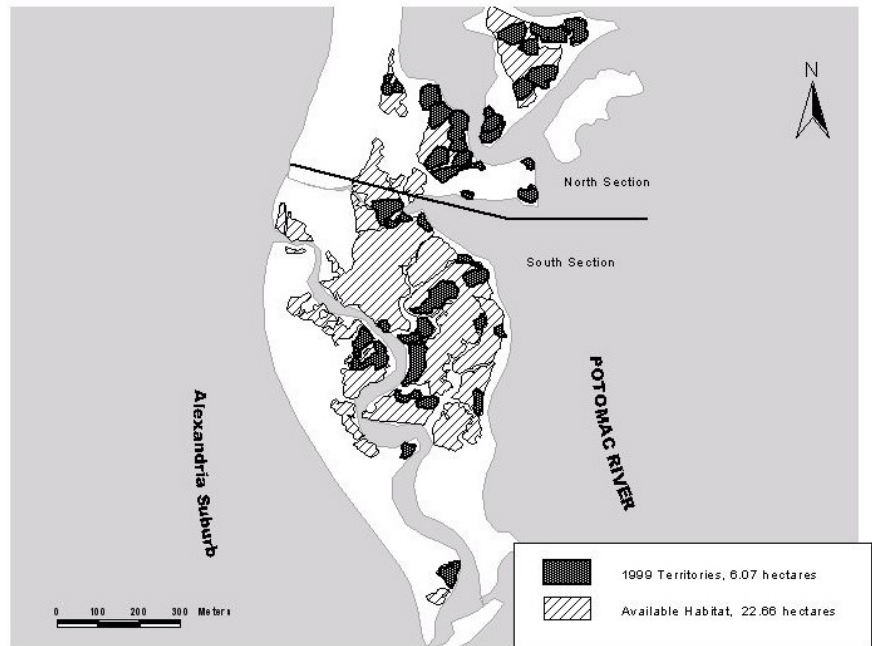 N
North Section
South Section
Alexandria Suburb
POTOMAC RIVER
1999 Territories, 6.07 hectares
Available Habitat, 22.66 hectares
0 100 200 300 Meters